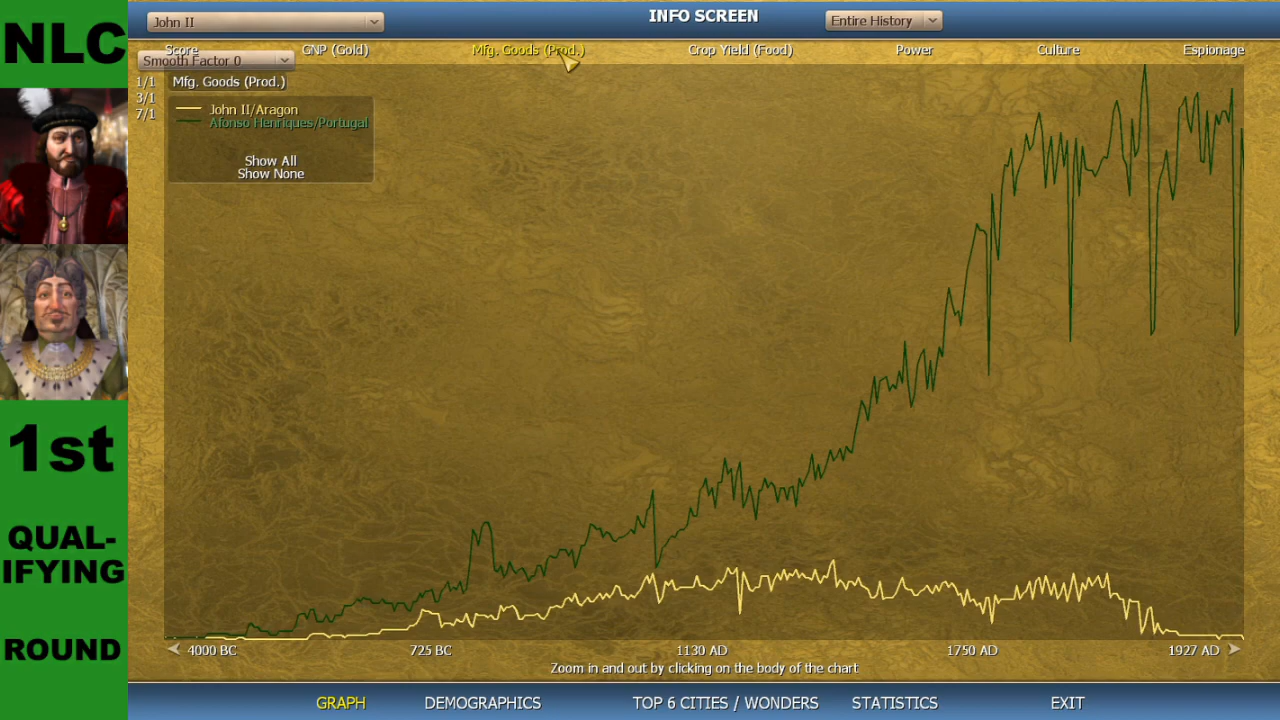 NLC
1st
QUAL-
IFYING
ROUND
John II
INFO SCREEN
Entire History
Score
GNP (Gold)
Mfg. Goods (Prod.)
Crop Yield (Food)
Power
Culture
Espionage
Smooth Factor 0
1/1
3/1
7/1
Mfg. Goods (Prod.)
John II/Aragon
Afonso Henriques/Portugal
Show All
Show None
4000 BC
725 BC
1130 AD
1750 AD
1927 AD
Zoom in and out by clicking on the body of the chart
GRAPH
DEMOGRAPHICS
TOP 6 CITIES / WONDERS
STATISTICS
EXIT